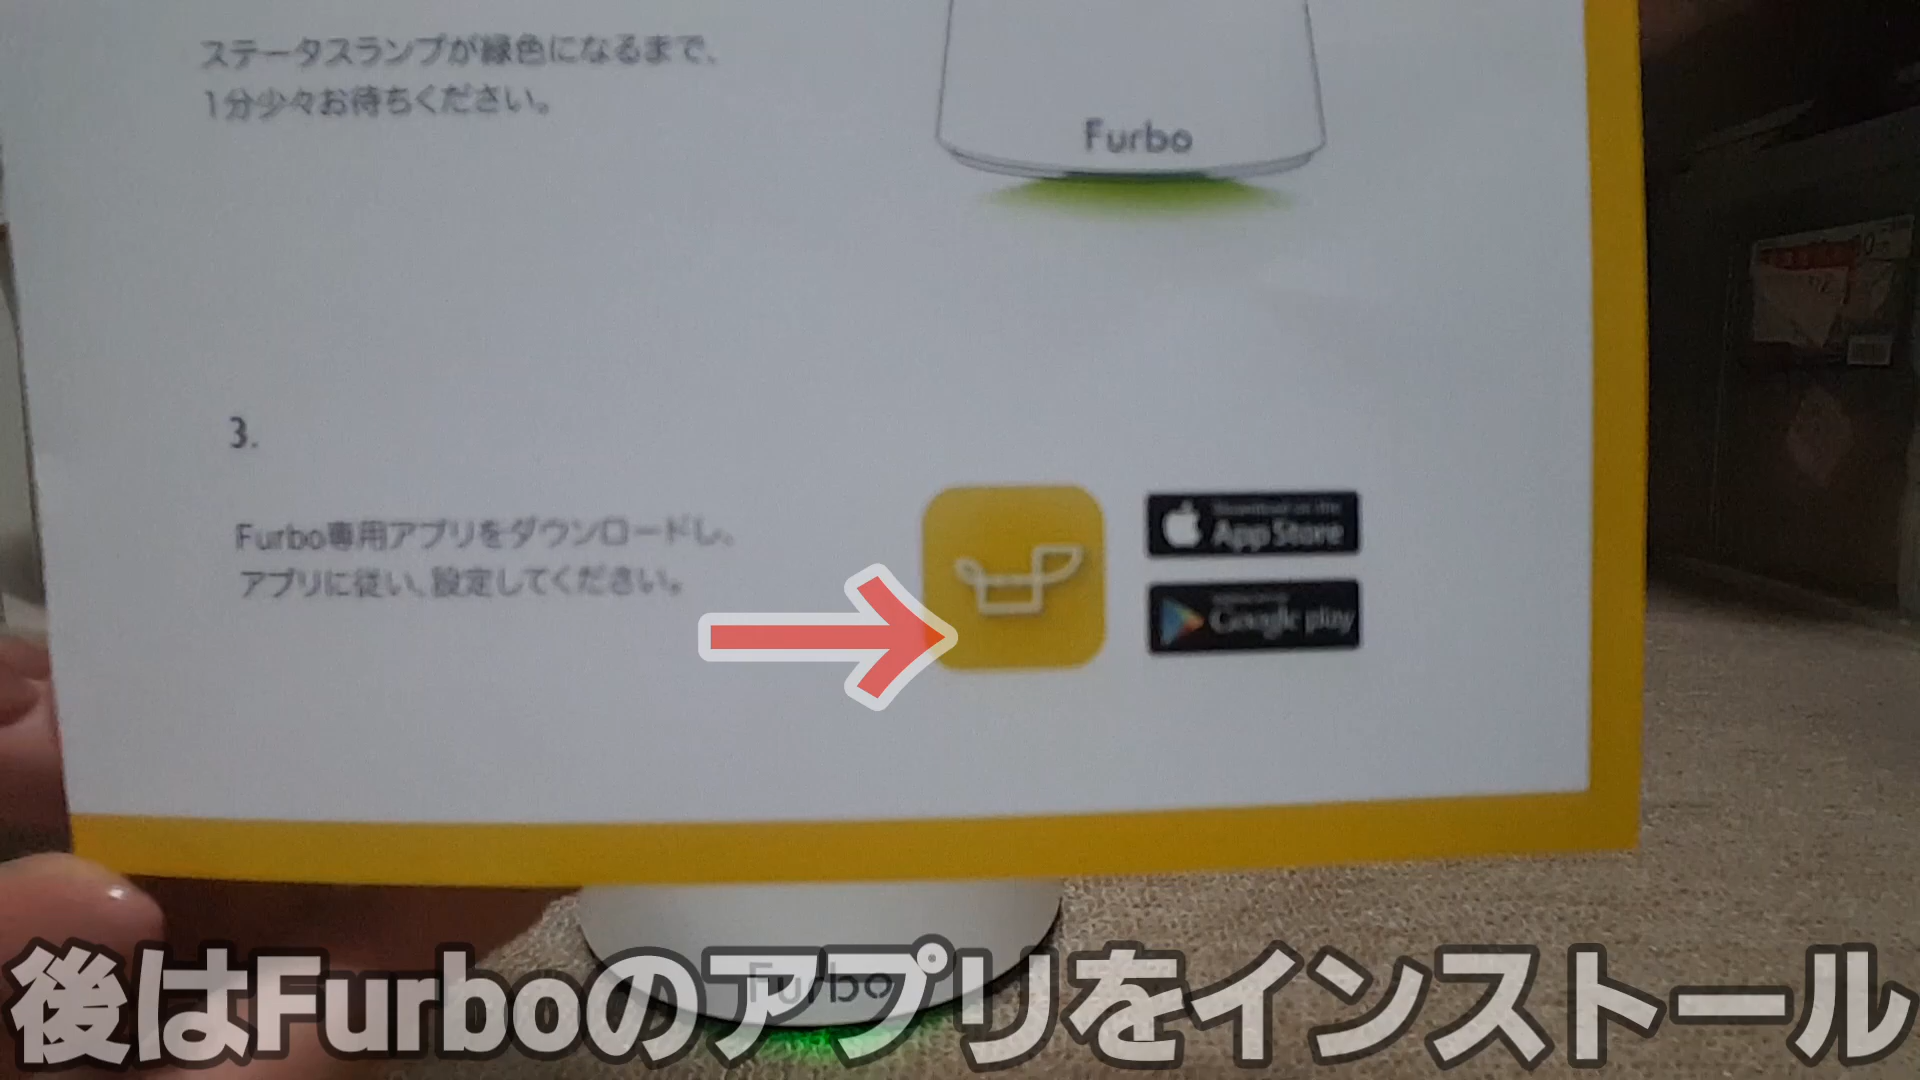 ステータスランプが緑色になるまで、
1分少々お待ちください。
Furbo
3.
Furbo専用アプリをダウンロードし、
アプリに従い、設定してください。
Download on the
App Store
Google play
Furbo
後はFurboのアプリをインストール